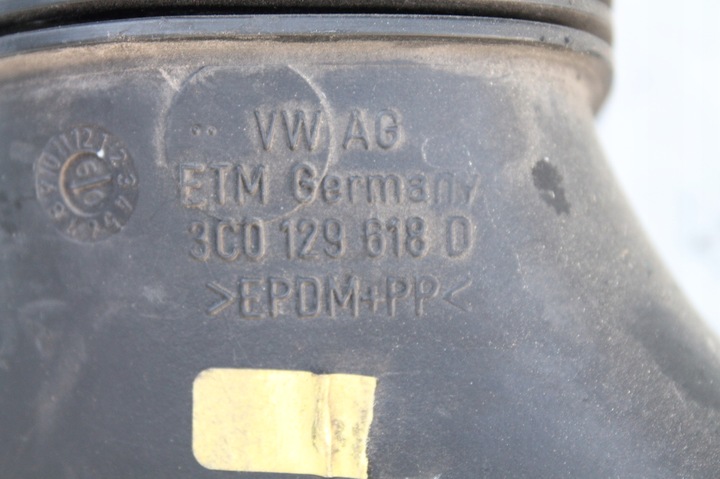 VW AG
ETM Germany
3C0 129 618 D
>EPDM+PP<